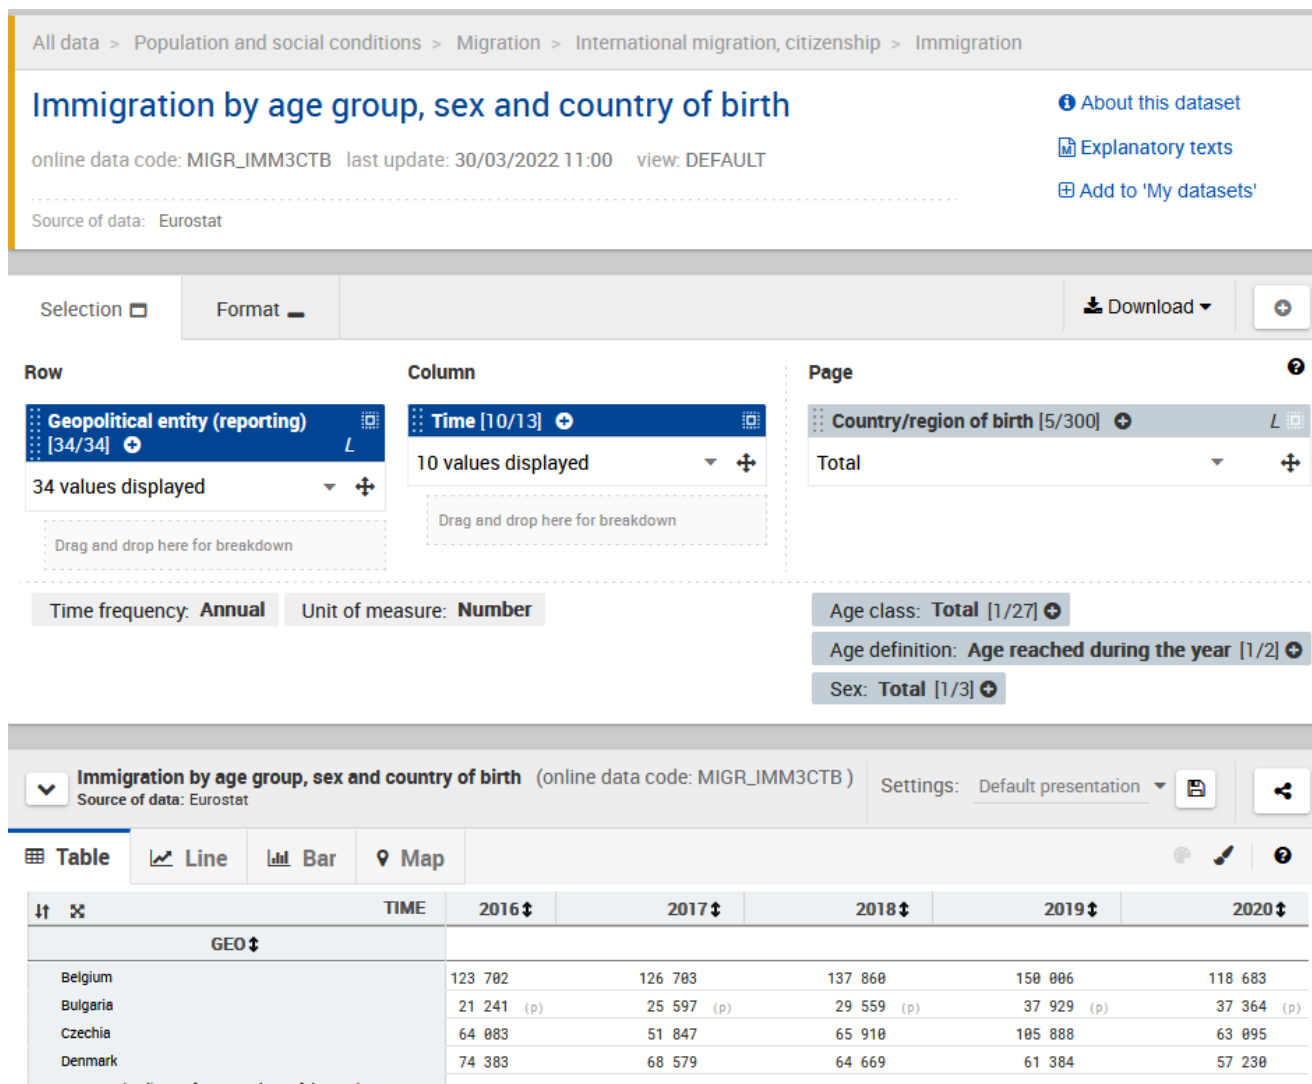 All data > Population and social conditions > Migration > International migration, citizenship > Immigration
Immigration by age group, sex and country of birth
About this dataset
online data code: MIGR_IMM3CTB last update: 30/03/2022 11:00 view: DEFAULT
Explanatory texts
Add to 'My datasets'
Source of data: Eurostat
Selection
Format
Download
Row
Column
Page
Geopolitical entity (reporting)
[34/34]
L
Time [10/13]
Country/region of birth [5/300]
L
34 values displayed
10 values displayed
Total
Drag and drop here for breakdown
Drag and drop here for breakdown
Time frequency: Annual
Unit of measure: Number
Age class: Total [1/27]
Age definition: Age reached during the year [1/2]
Sex: Total [1/3]
Immigration by age group, sex and country of birth (online data code: MIGR_IMM3CTB )
Source of data: Eurostat
Settings: Default presentation
Table
Line
Bar
Map
TIME 2016 2017 2018 2019 2020
GEO
Belgium 123 702 126 703 137 860 150 006 118 683
Bulgaria 21 241 (p) 25 597 (p) 29 559 (p) 37 929 (p) 37 364 (p)
Czechia 64 083 51 847 65 910 105 888 63 095
Denmark 74 383 68 579 64 669 61 384 57 230